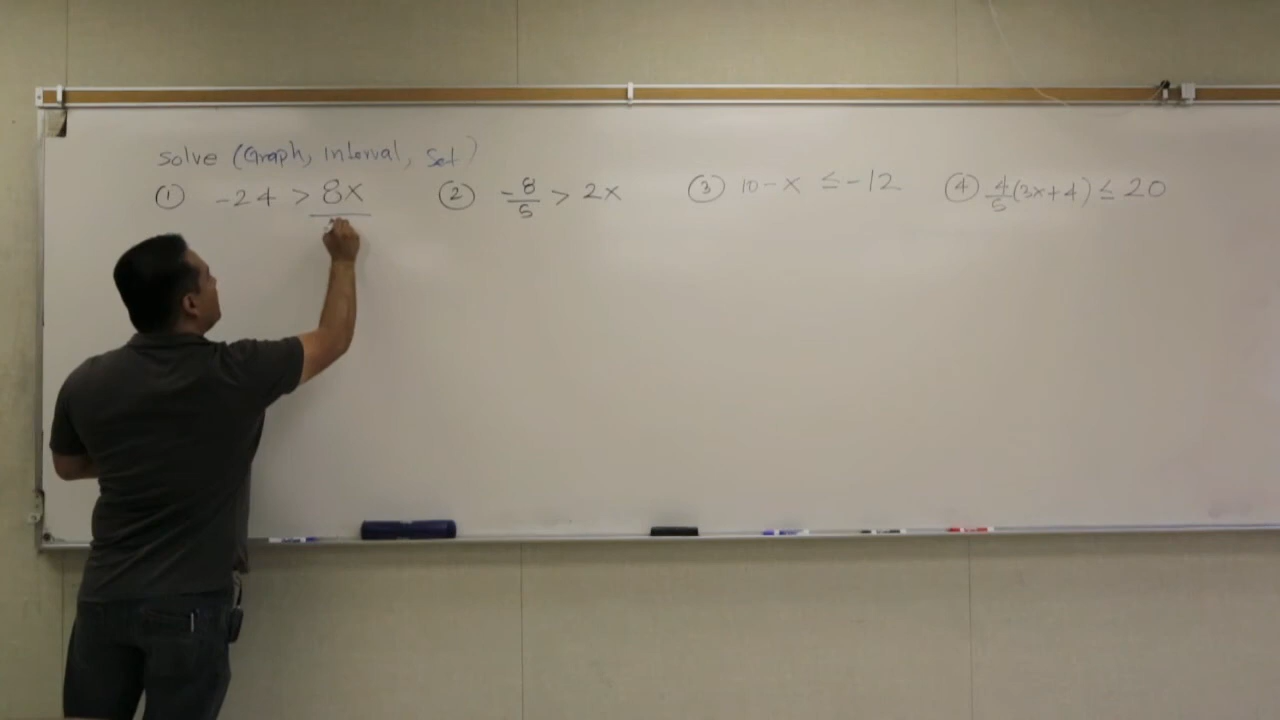 Solve (Graph, Interval, Set)
① -24 > 8x ② -8/5 > 2x ③ 10-x ≤ -12 ④ 4/5(3x+4) ≤ 20